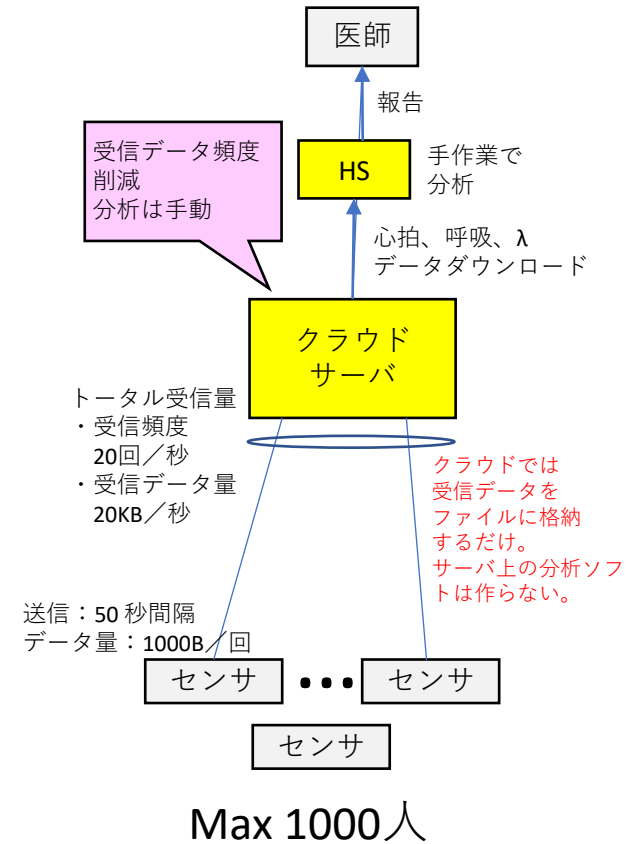 医師
報告
受信データ頻度
削減
分析は手動
HS
手作業で
分析
心拍、呼吸、λ
データダウンロード
クラウド
サーバ
トータル受信量
・受信頻度
20回／秒
・受信データ量
20KB／秒
クラウドでは
受信データを
ファイルに格納
するだけ。
サーバ上の分析ソフ
トは作らない。
送信：50 秒間隔
データ量：1000B／回
センサ
•••
センサ
センサ
Max 1000人